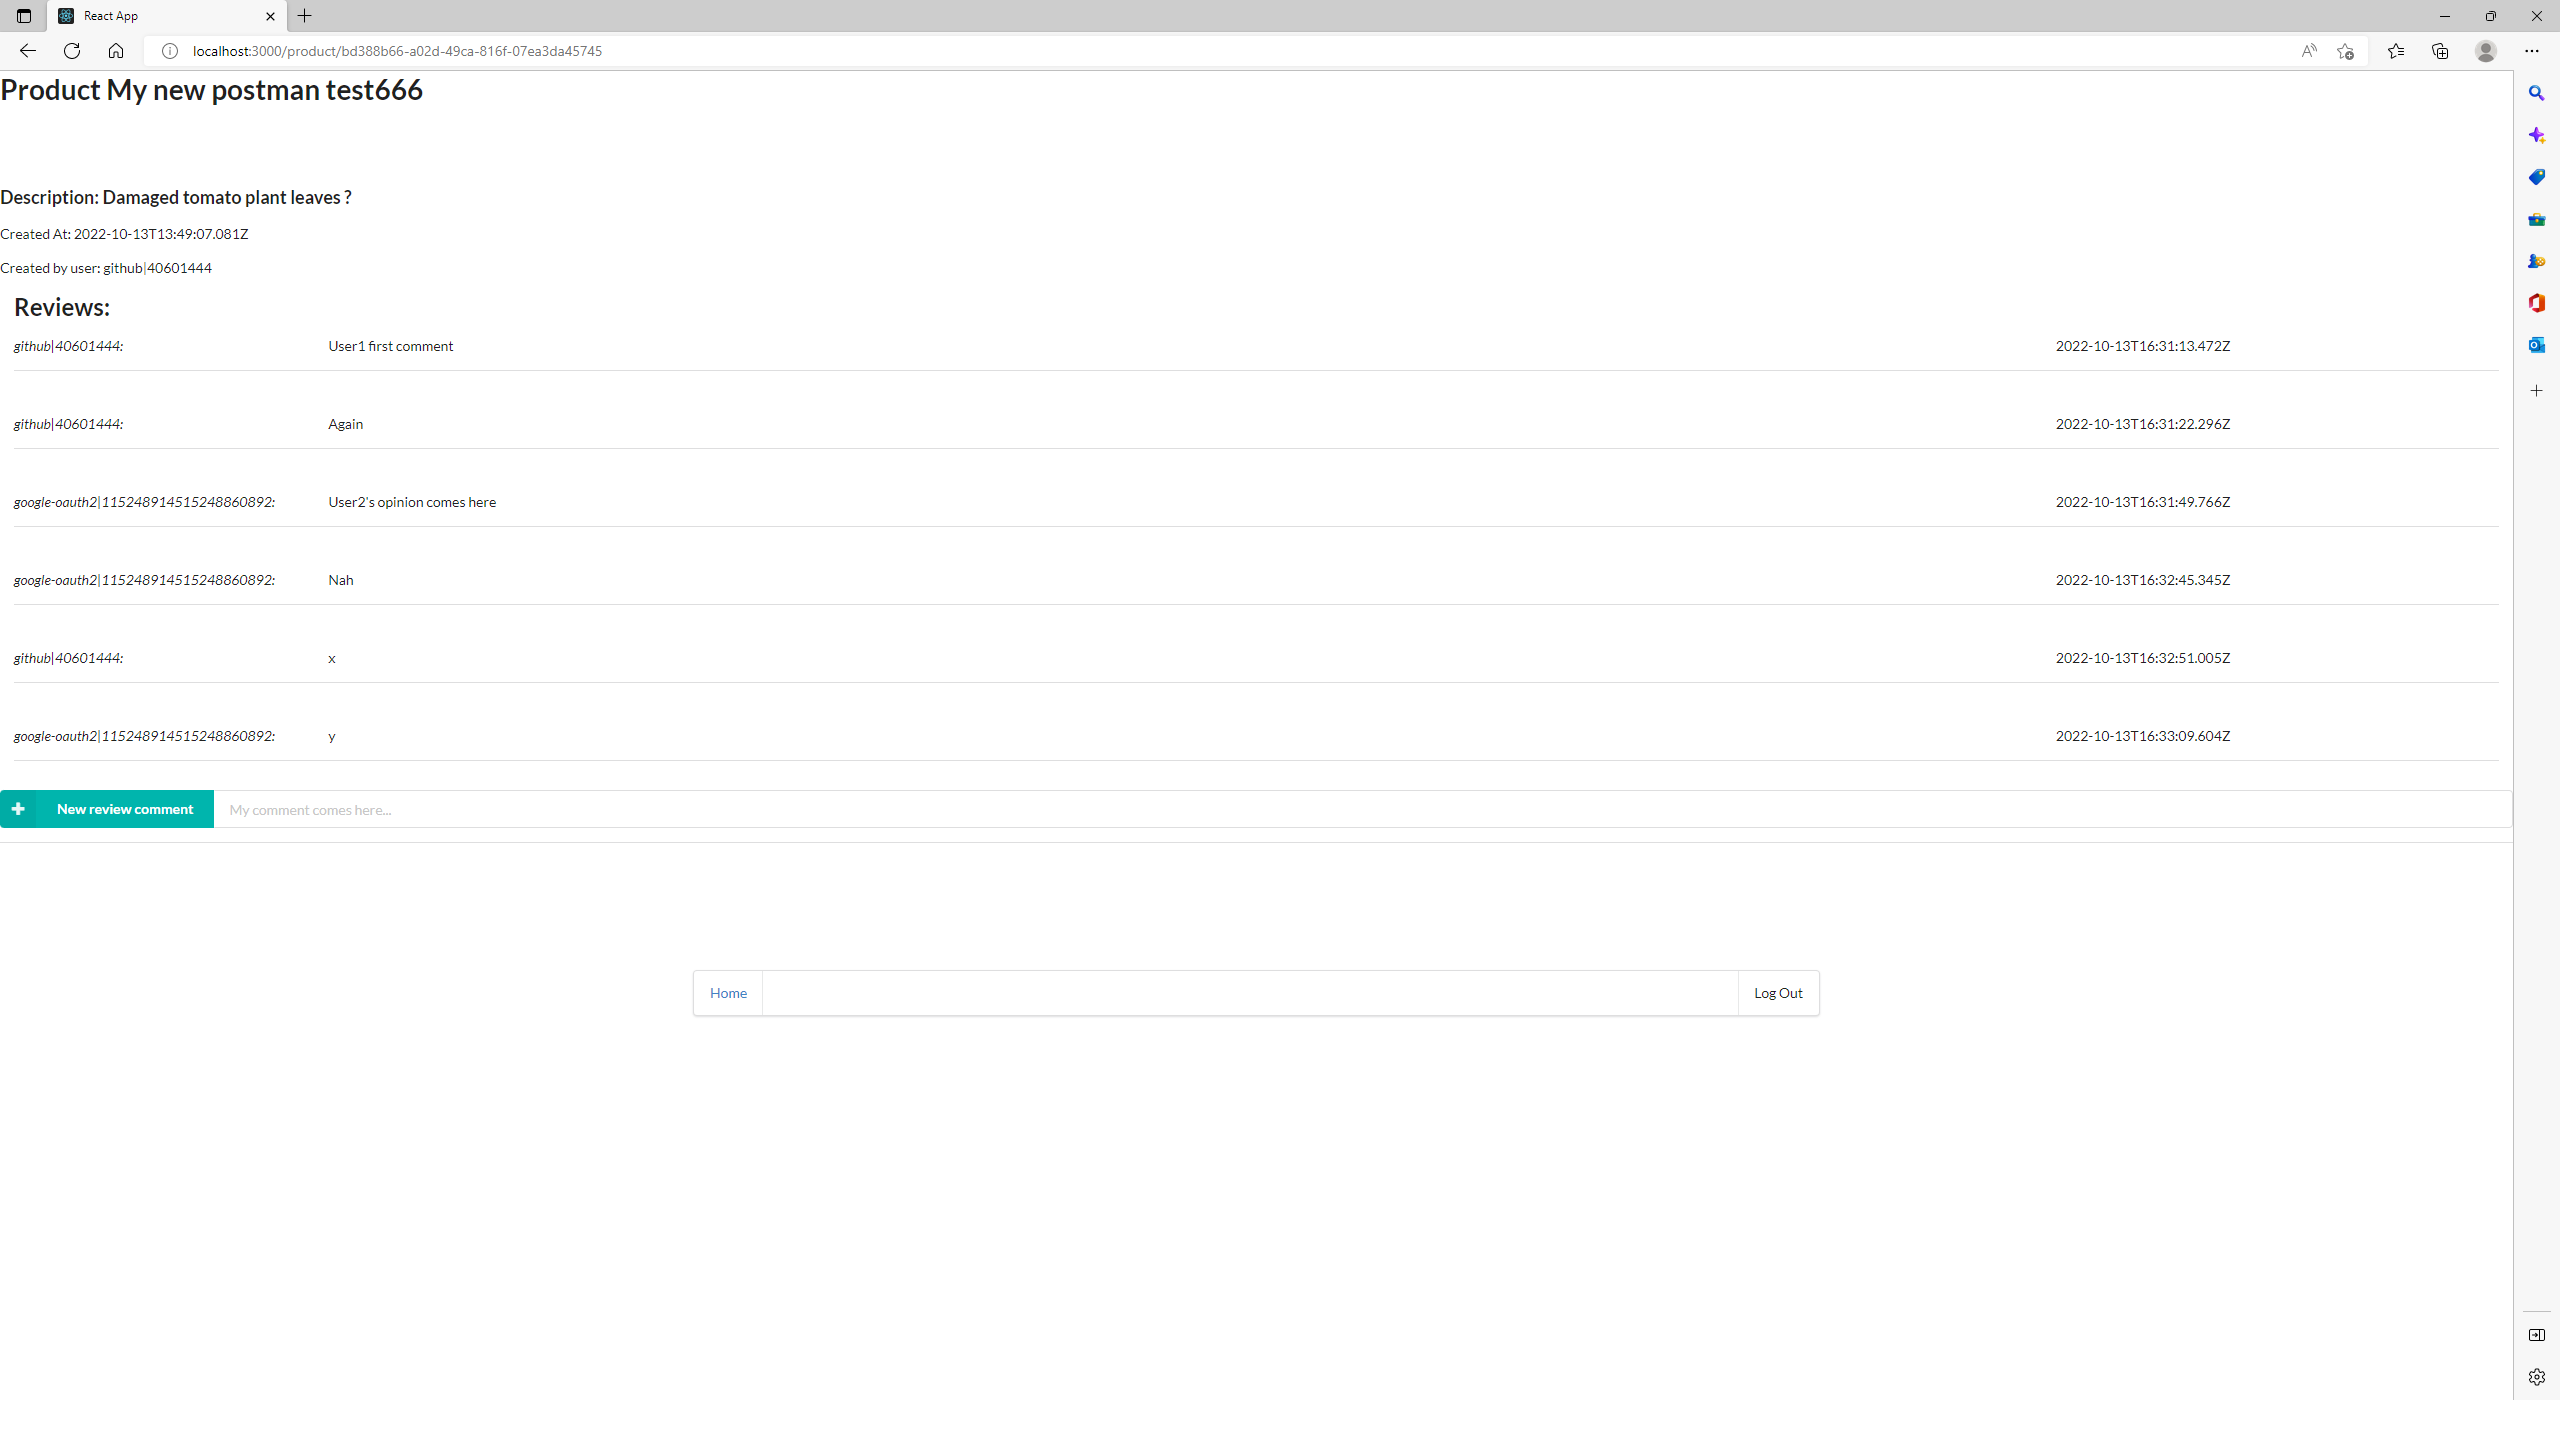 React App
localhost:3000/product/bd388b66-a02d-49ca-816f-07ea3da45745
Product My new postman test666
Description: Damaged tomato plant leaves ?
Created At: 2022-10-13T13:49:07.081Z
Created by user: github|40601444
Reviews:
github|40601444: User1 first comment 2022-10-13T16:31:13.472Z
github|40601444: Again 2022-10-13T16:31:22.296Z
google-oauth2|115248914515248860892: User2's opinion comes here 2022-10-13T16:31:49.766Z
google-oauth2|115248914515248860892: Nah 2022-10-13T16:32:45.345Z
github|40601444: x 2022-10-13T16:32:51.005Z
google-oauth2|115248914515248860892: y 2022-10-13T16:33:09.604Z
New review comment My comment comes here...
Home Log Out